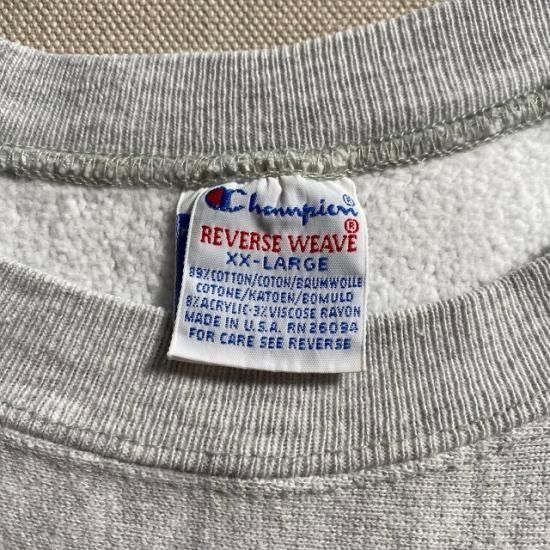 Champion®
REVERSE WEAVE®
XX-LARGE
89% COTTON/COTON/BAUMWOLLE
COTONE/KATOEN/BOMULD
8% ACRYLIC-3% VISCOSE RAYON
MADE IN U.S.A. RN 26094
FOR CARE SEE REVERSE